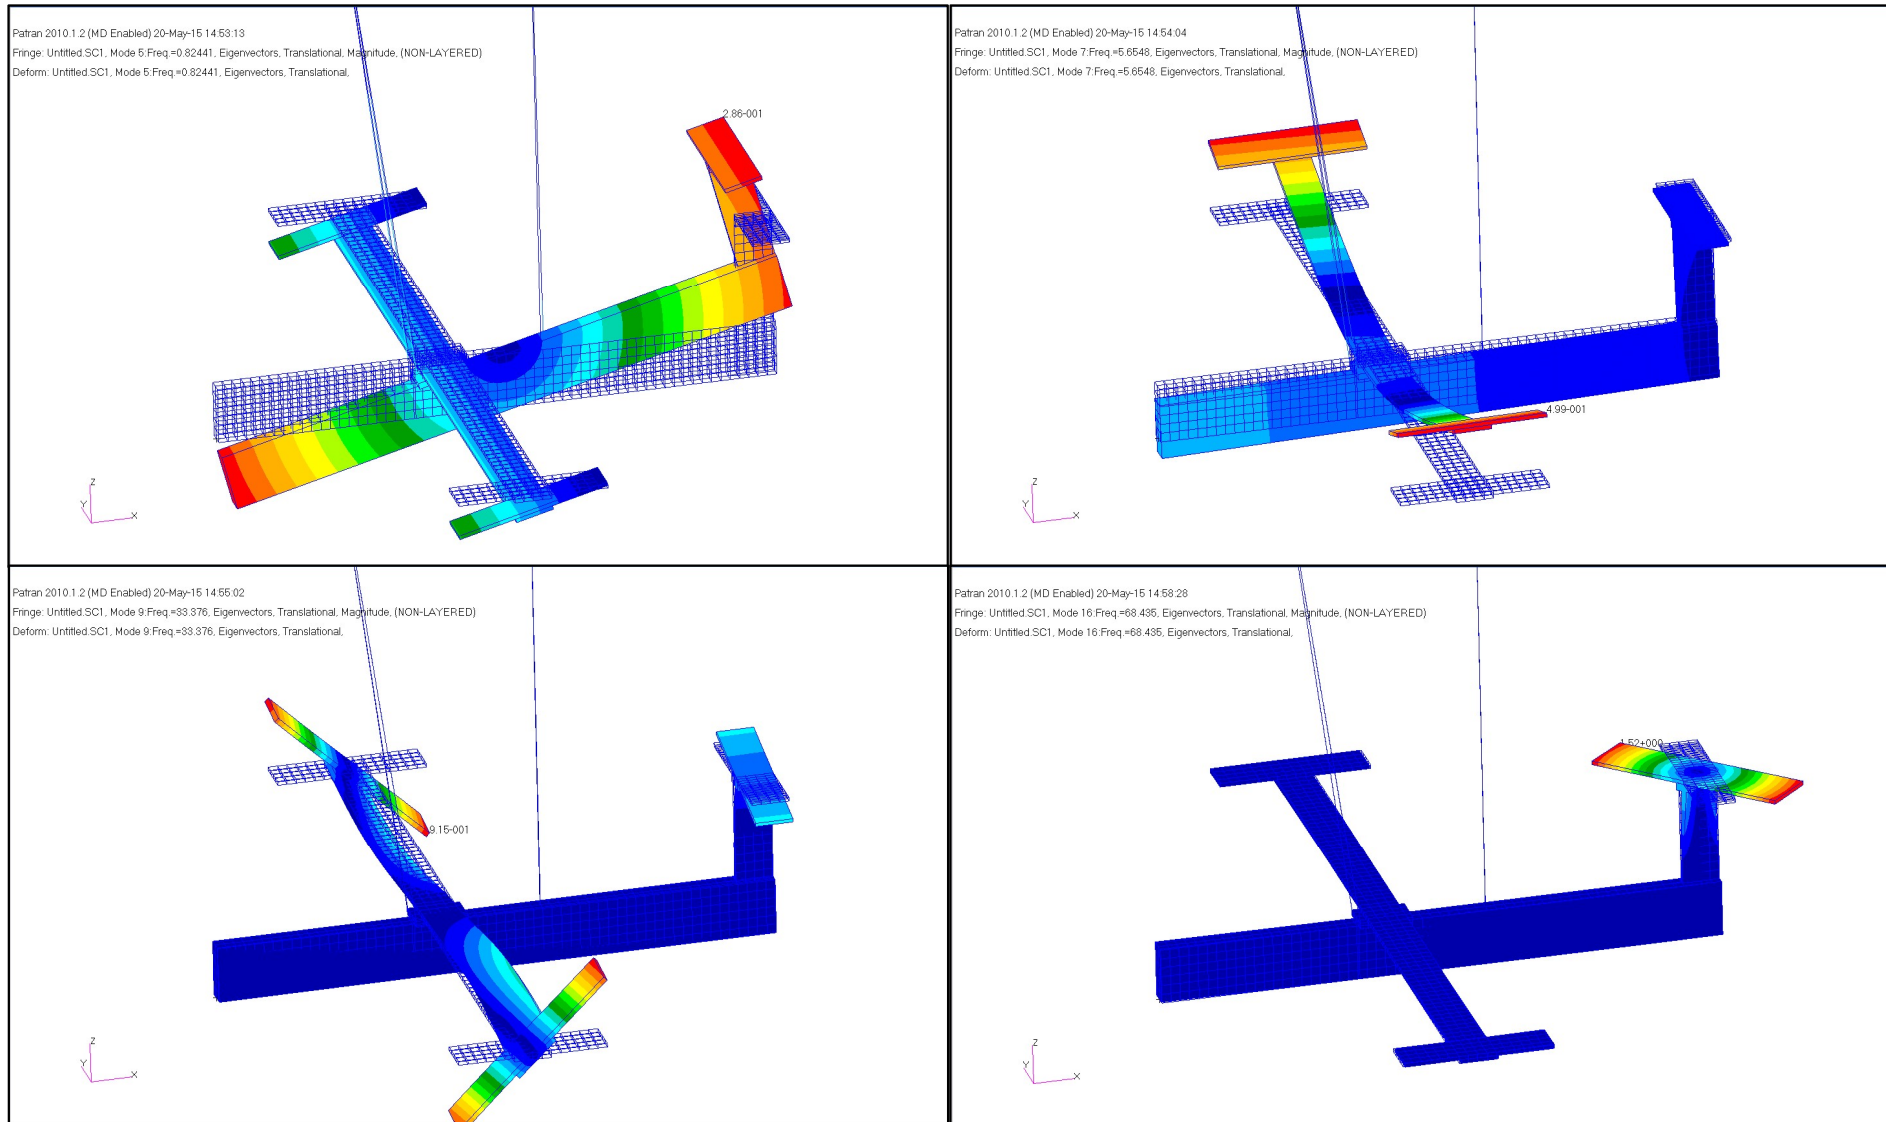 Patran 2010.1.2 (MD Enabled) 20-May-15 14:53:13
Fringe: Untitled.SC1, Mode 5:Freq.=0.82441, Eigenvectors, Translational, Magnitude, (NON-LAYERED)
Deform: Untitled.SC1, Mode 5:Freq.=0.82441, Eigenvectors, Translational,
2.86-001
Z
Y
X
Patran 2010.1.2 (MD Enabled) 20-May-15 14:54:04
Fringe: Untitled.SC1, Mode 7:Freq.=5.6548, Eigenvectors, Translational, Magnitude, (NON-LAYERED)
Deform: Untitled.SC1, Mode 7:Freq.=5.6548, Eigenvectors, Translational,
4.99-001
Z
Y
X
Patran 2010.1.2 (MD Enabled) 20-May-15 14:55:02
Fringe: Untitled.SC1, Mode 9:Freq.=33.376, Eigenvectors, Translational, Magnitude, (NON-LAYERED)
Deform: Untitled.SC1, Mode 9:Freq.=33.376, Eigenvectors, Translational,
9.15-001
Z
Y
X
Patran 2010.1.2 (MD Enabled) 20-May-15 14:58:28
Fringe: Untitled.SC1, Mode 16:Freq.=68.435, Eigenvectors, Translational, Magnitude, (NON-LAYERED)
Deform: Untitled.SC1, Mode 16:Freq.=68.435, Eigenvectors, Translational,
1.52+000
Z
Y
X